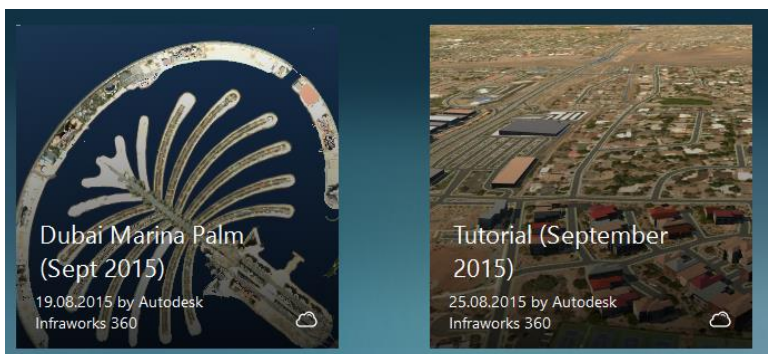 Dubai Marina Palm
(Sept 2015)
19.08.2015 by Autodesk
Infraworks 360
Tutorial (September
2015)
25.08.2015 by Autodesk
Infraworks 360